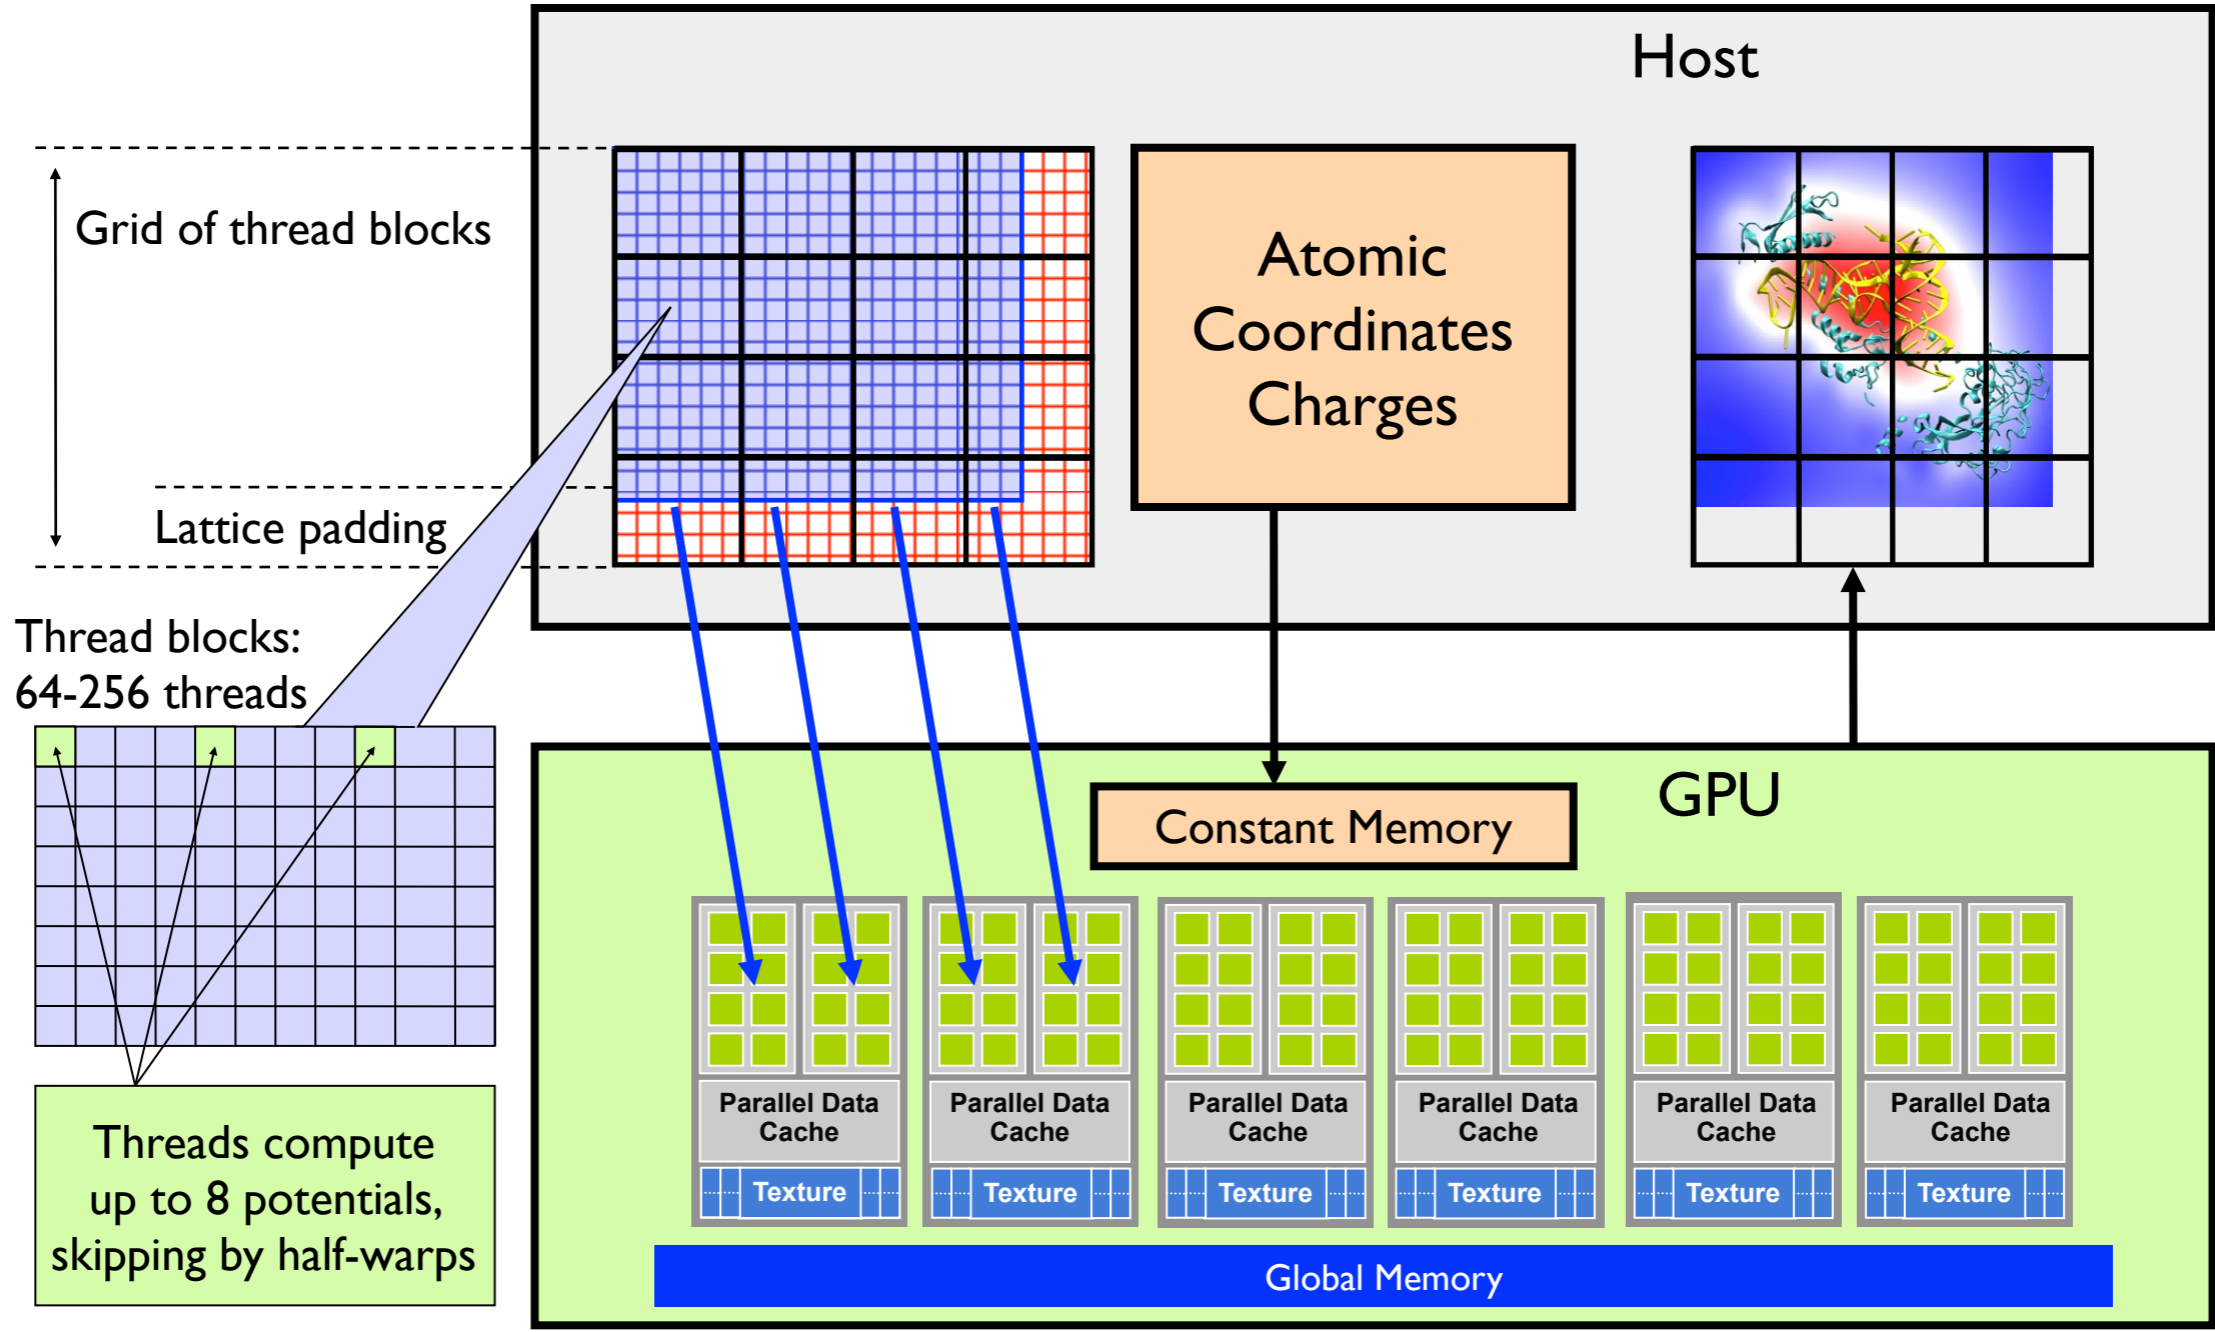 Host
Grid of thread blocks
Atomic
Coordinates
Charges
Lattice padding
Thread blocks:
64-256 threads
GPU
Constant Memory
Threads compute
up to 8 potentials,
skipping by half-warps
Parallel Data
Cache
Texture
Parallel Data
Cache
Texture
Parallel Data
Cache
Texture
Parallel Data
Cache
Texture
Parallel Data
Cache
Texture
Parallel Data
Cache
Texture
Global Memory